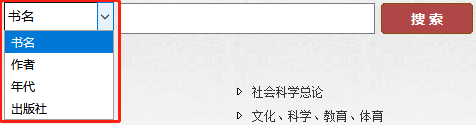 书名 搜索
书名
作者
年代
出版社
社会科学总论
文化、科学、教育、体育